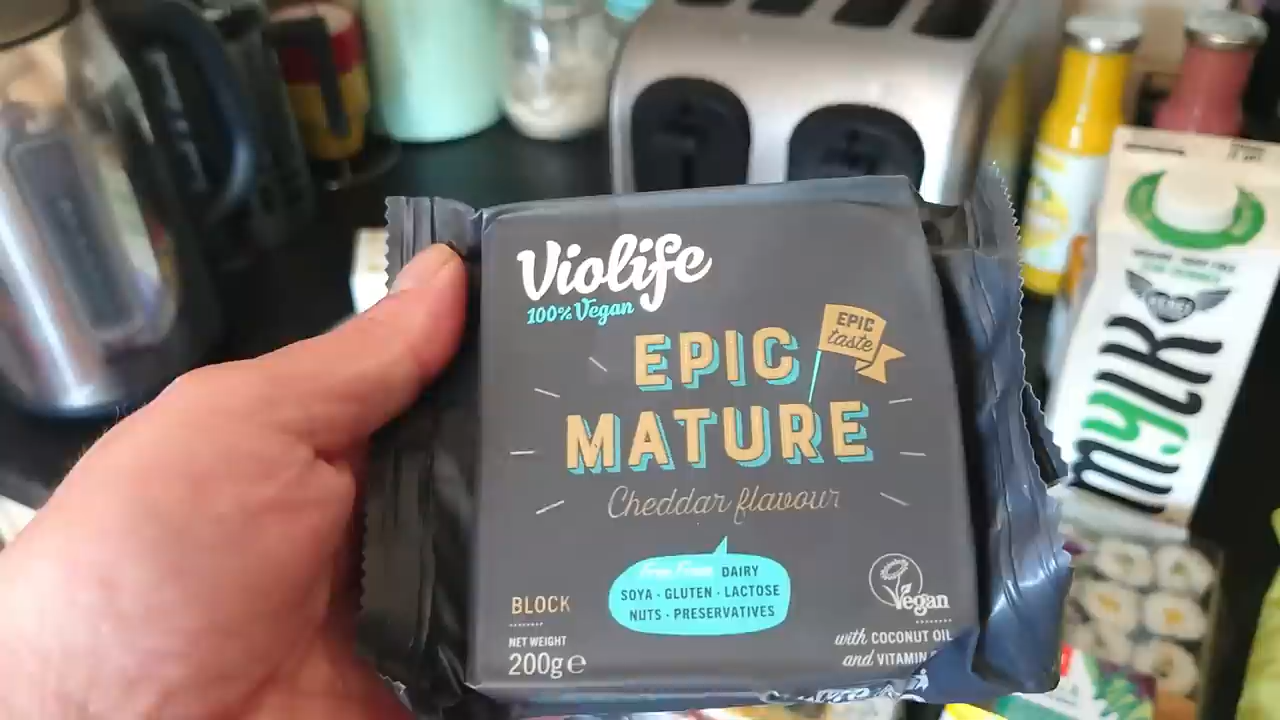 Violife
100% Vegan
EPIC
taste
EPIC
MATURE
Cheddar flavour
Free From DAIRY
SOYA · GLUTEN · LACTOSE
NUTS · PRESERVATIVES
BLOCK
NET WEIGHT
200g e
Vegan
with COCONUT OIL
and VITAMIN
MYLK